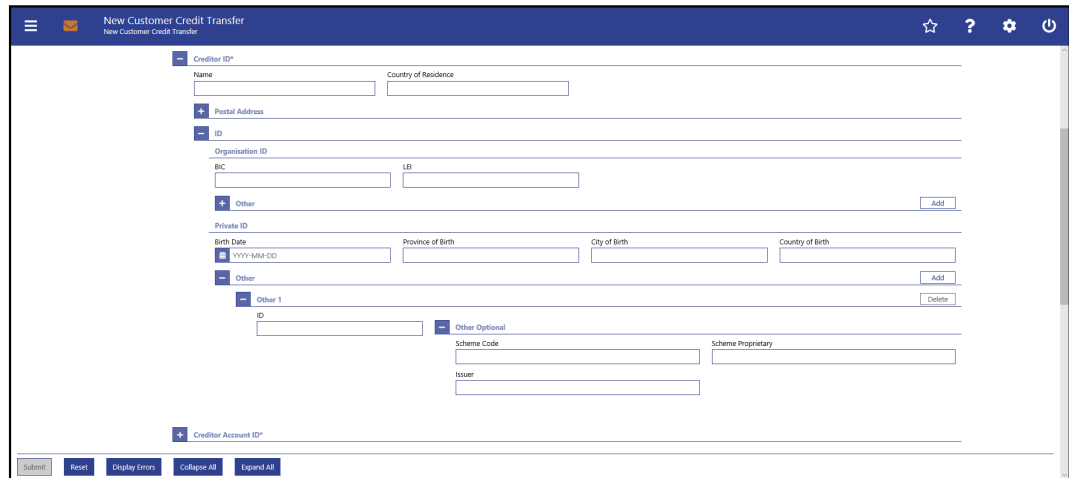 New Customer Credit Transfer
New Customer Credit Transfer
Creditor ID*
Name Country of Residence
Postal Address
ID
Organisation ID
BIC LEI
Other Add
Private ID
Birth Date Province of Birth City of Birth Country of Birth
YYYY-MM-DD
Other Add
Other 1 Delete
ID
Other Optional
Scheme Code Scheme Proprietary
Issuer
Creditor Account ID*
Submit Reset Display Errors Collapse All Expand All